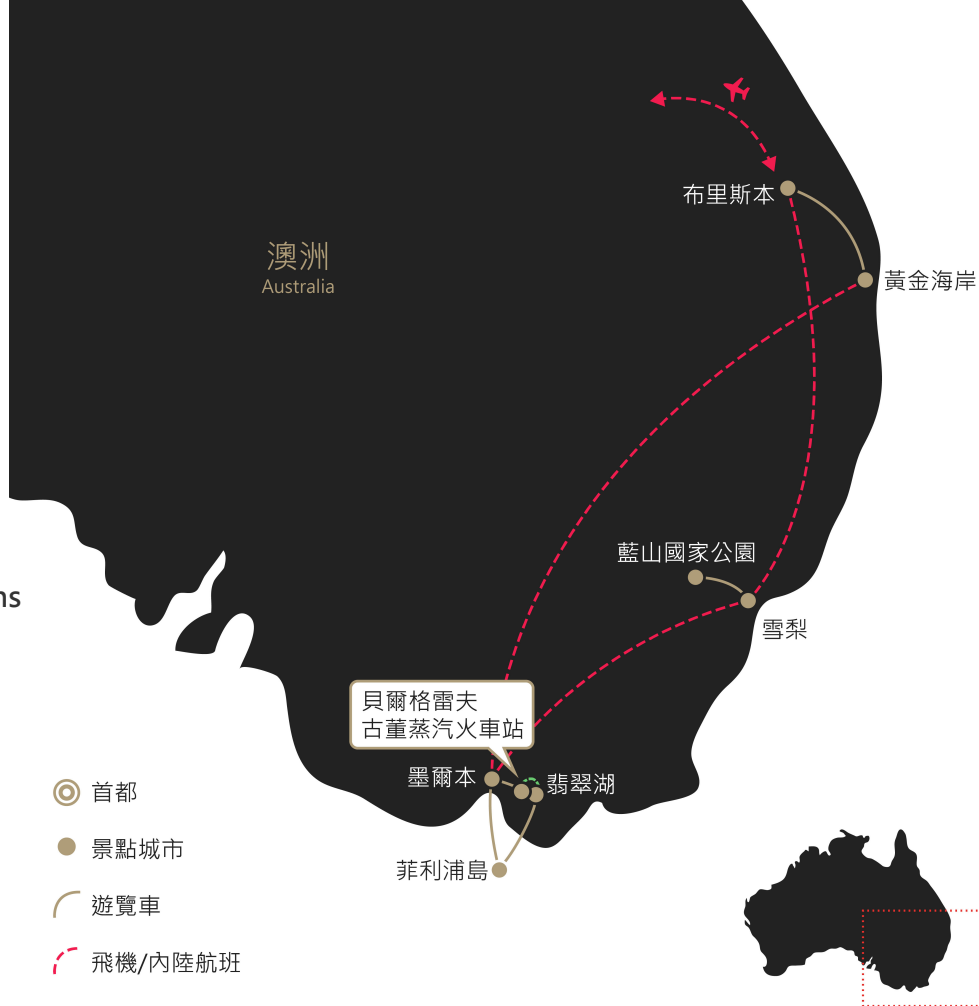 布里斯本
澳洲
Australia
黃金海岸
藍山國家公園
ns
雪梨
貝爾格雷夫
古董蒸汽火車站
墨爾本
翡翠湖
首都
景點城市
菲利浦島
遊覽車
飛機/內陸航班